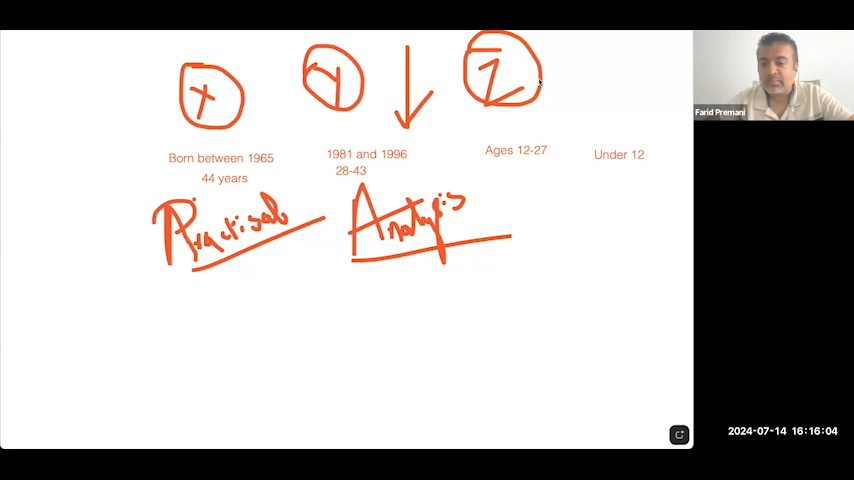 X Y Z
Born between 1965
44 years
1981 and 1996
28-43
Ages 12-27
Under 12
Practisals
Analysis
Farid Premani
2024-07-14 16:16:04